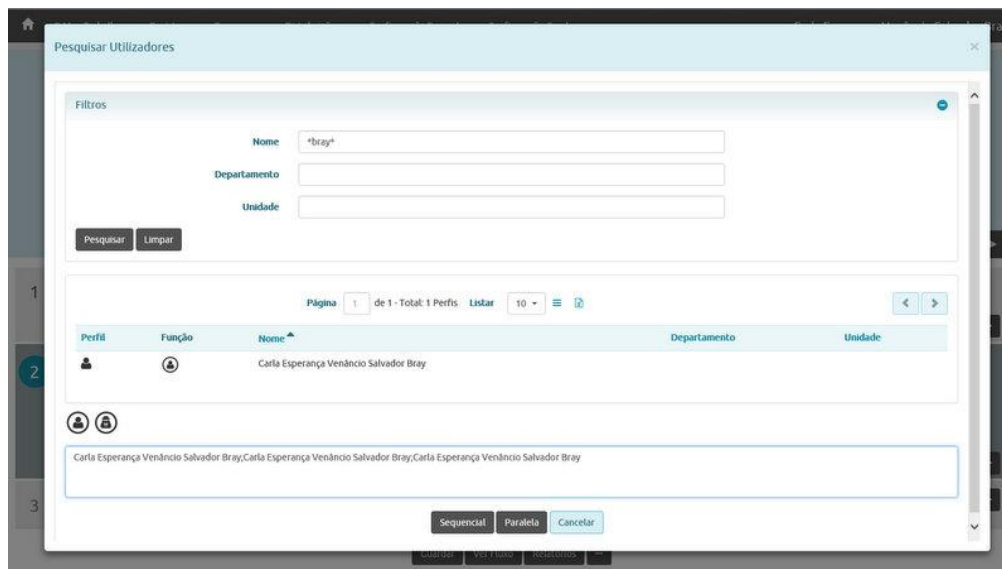 Pesquisar Utilizadores ×
Filtros
Nome *bray*
Departamento
Unidade
Pesquisar Limpar
1
Página 1 de 1 - Total: 1 Perfis Listar 10
Perfil Função Nome Departamento Unidade
2
Carla Esperança Venâncio Salvador Bray
Carla Esperança Venâncio Salvador Bray;Carla Esperança Venâncio Salvador Bray;Carla Esperança Venâncio Salvador Bray
3
Sequencial Paralela Cancelar
Guardar Ver Fluxo Relatórios